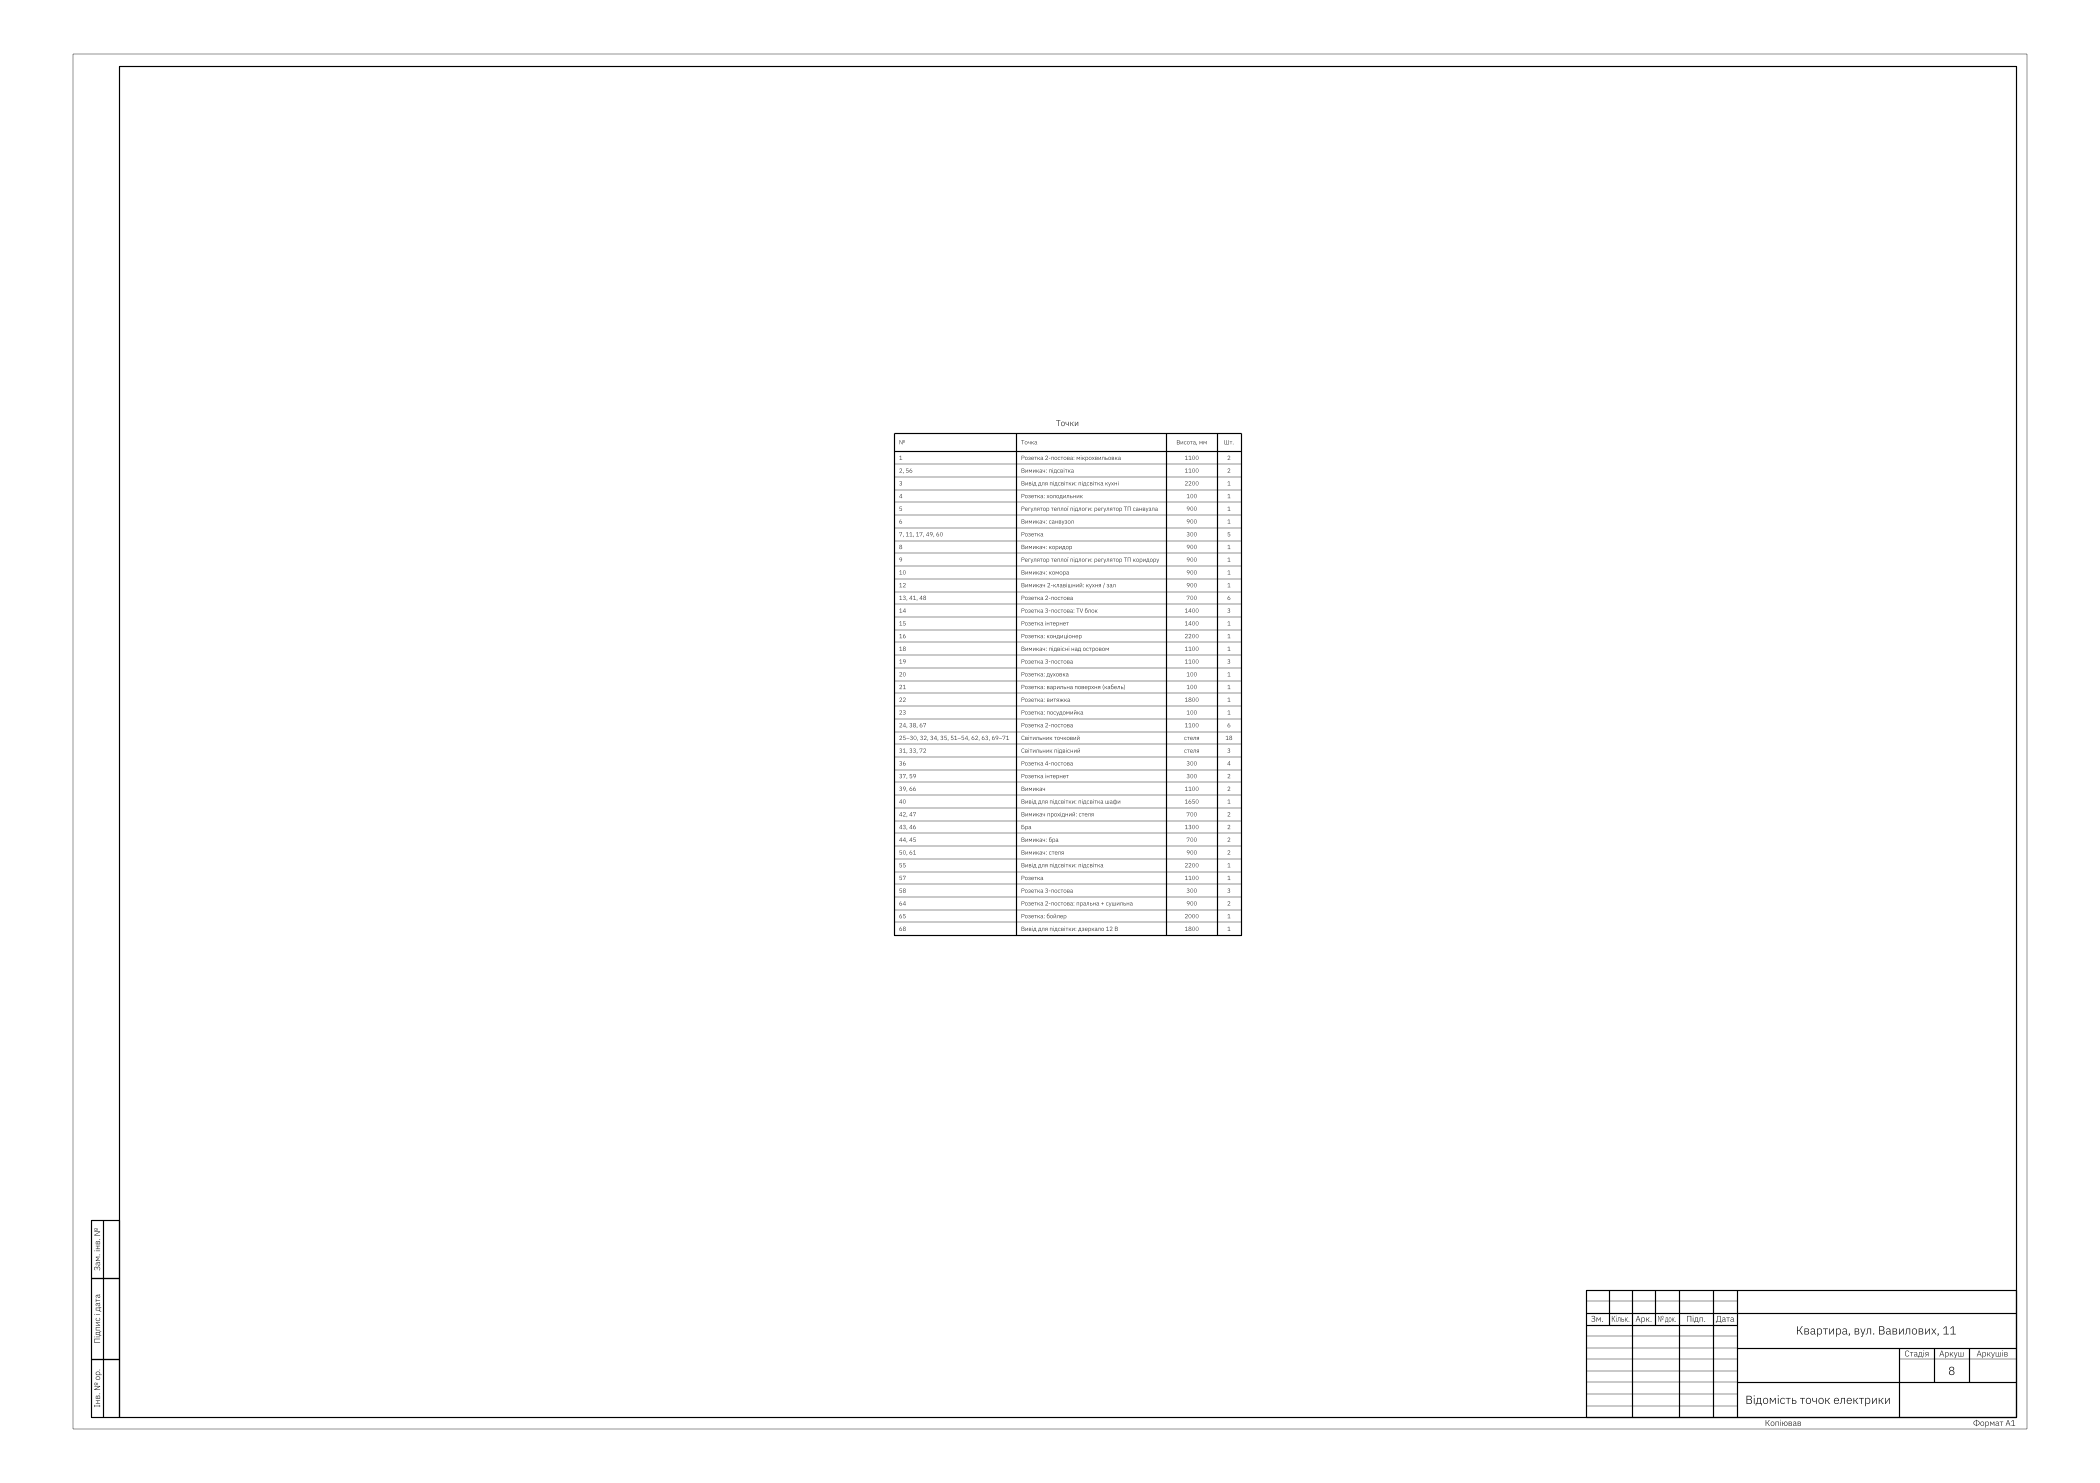 Точки
№ Точка Висота, мм Шт.
1 Розетка 2-постова: мікрохвильовка 1100 2
2, 56 Вимикач: підсвітка 1100 2
3 Вивід для підсвітки: підсвітка кухні 2200 1
4 Розетка: холодильник 100 1
5 Регулятор теплої підлоги: регулятор ТП санвузла 900 1
6 Вимикач: санвузол 900 1
7, 11, 17, 49, 60 Розетка 300 5
8 Вимикач: коридор 900 1
9 Регулятор теплої підлоги: регулятор ТП коридору 900 1
10 Вимикач: комора 900 1
12 Вимикач 2-клавішний: кухня / зал 900 1
13, 41, 48 Розетка 2-постова 700 6
14 Розетка 3-постова: TV блок 1400 3
15 Розетка інтернет 1400 1
16 Розетка: кондиціонер 2200 1
18 Вимикач: підвісні над островом 1100 1
19 Розетка 3-постова 1100 3
20 Розетка: духовка 100 1
21 Розетка: варильна поверхня (кабель) 100 1
22 Розетка: витяжка 1800 1
23 Розетка: посудомийка 100 1
24, 38, 67 Розетка 2-постова 1100 6
25–30, 32, 34, 35, 51–54, 62, 63, 69–71 Світильник точковий стеля 18
31, 33, 72 Світильник підвісний стеля 3
36 Розетка 4-постова 300 4
37, 59 Розетка інтернет 300 2
39, 66 Вимикач 1100 2
40 Вивід для підсвітки: підсвітка шафи 1650 1
42, 47 Вимикач прохідний: стеля 700 2
43, 46 Бра 1300 2
44, 45 Вимикач: бра 700 2
50, 61 Вимикач: стеля 900 2
55 Вивід для підсвітки: підсвітка 2200 1
57 Розетка 1100 1
58 Розетка 3-постова 300 3
64 Розетка 2-постова: пральна + сушильна 900 2
65 Розетка: бойлер 2000 1
68 Вивід для підсвітки: дзеркало 12 В 1800 1
Зам. інв. №
Підпис і дата
Інв. № ор.
Зм. Кільк. Арк. № док. Підп. Дата
Квартира, вул. Вавилових, 11
Стадія Аркуш Аркушів
8
Відомість точок електрики
Копіював Формат А1